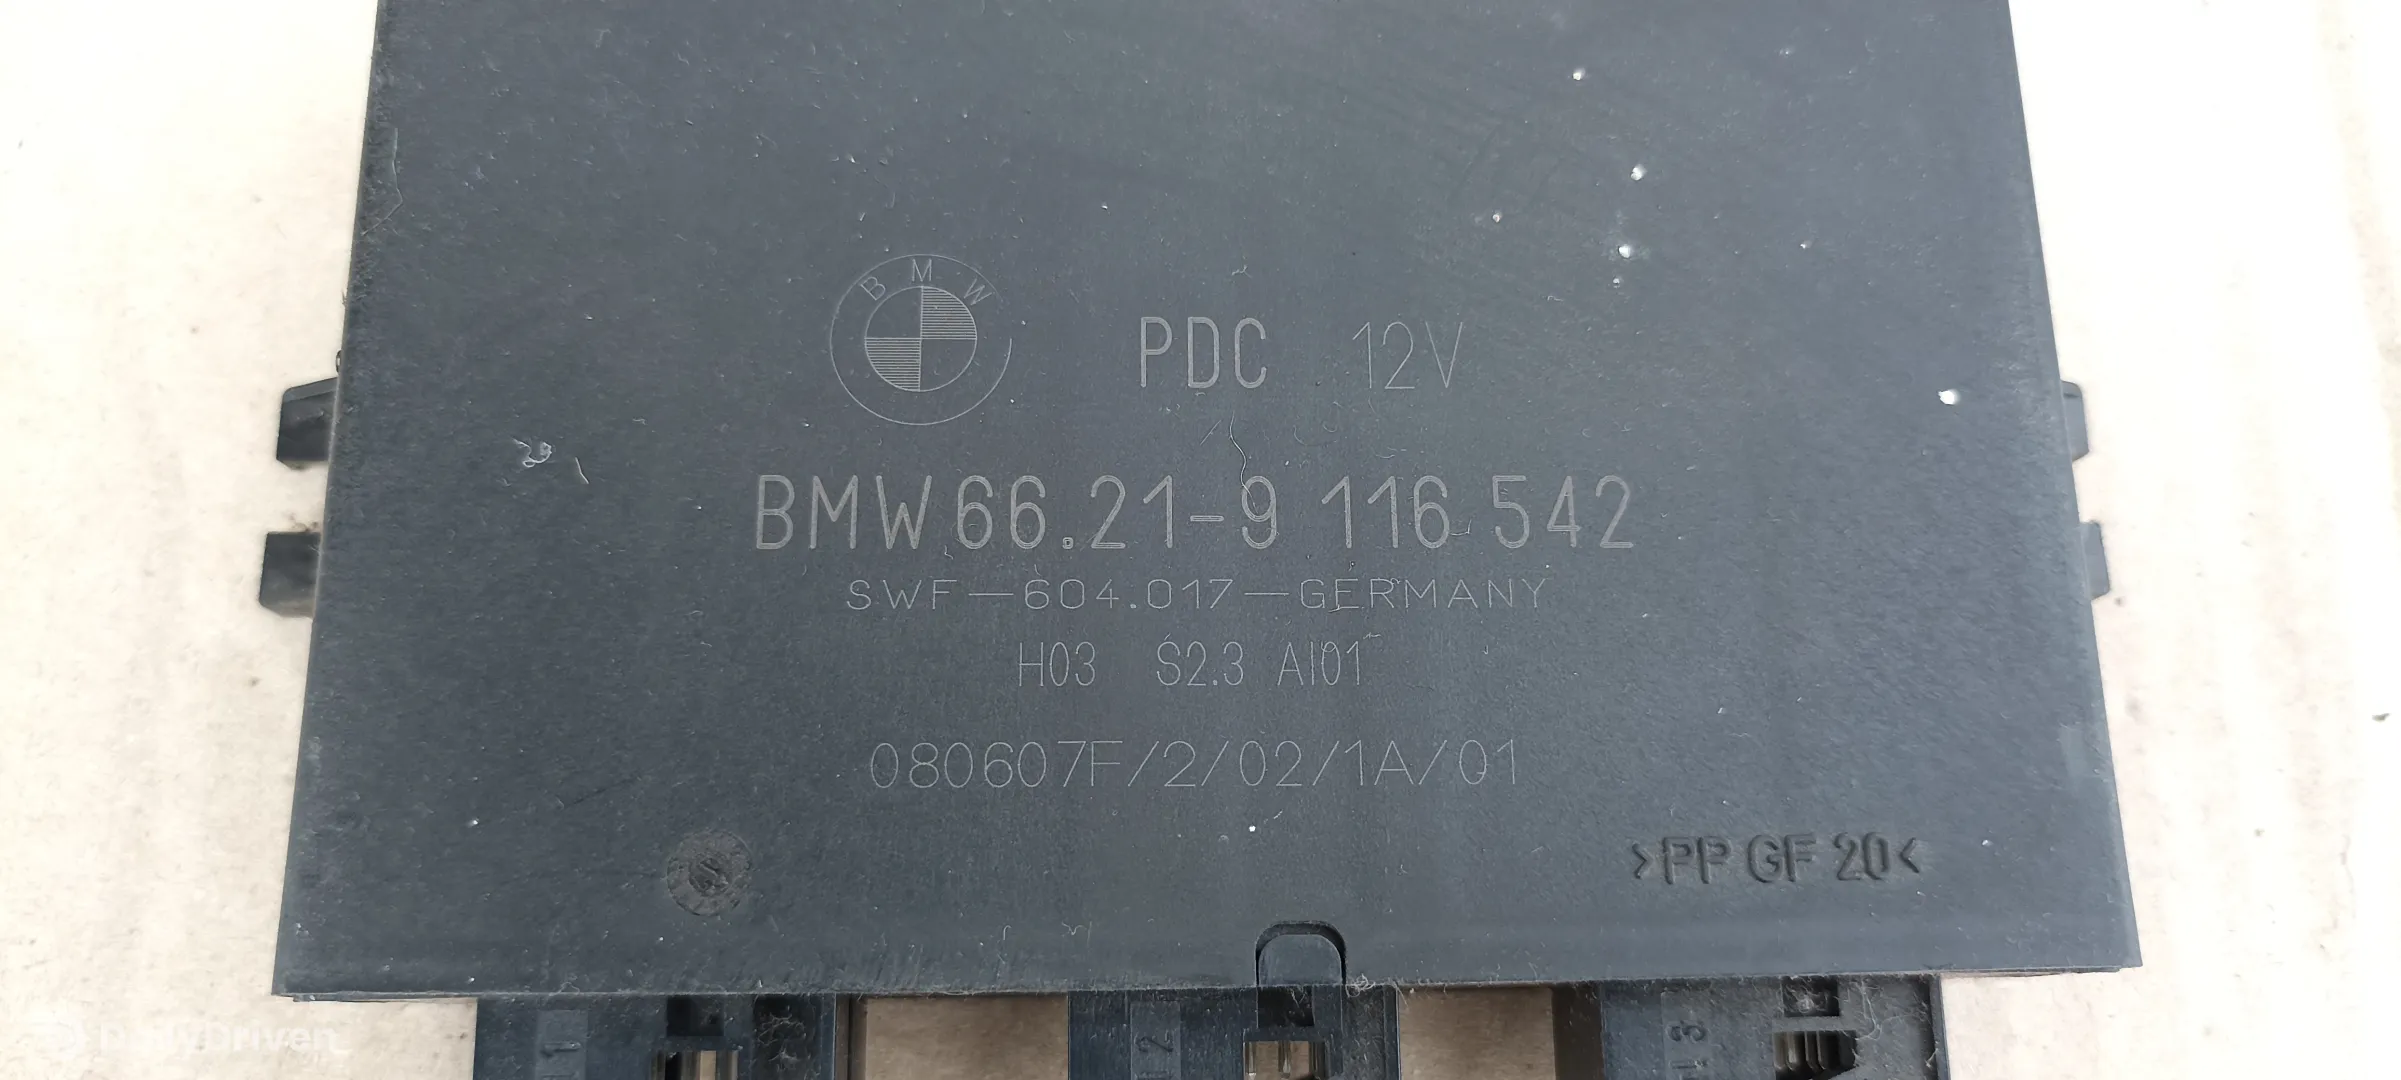 BMW
PDC 12V
BMW 66.21-9 116 542
SWF-604.017-GERMANY
H03 S2.3 AI01
080607F/2/02/1A/01
>PP GF 20<